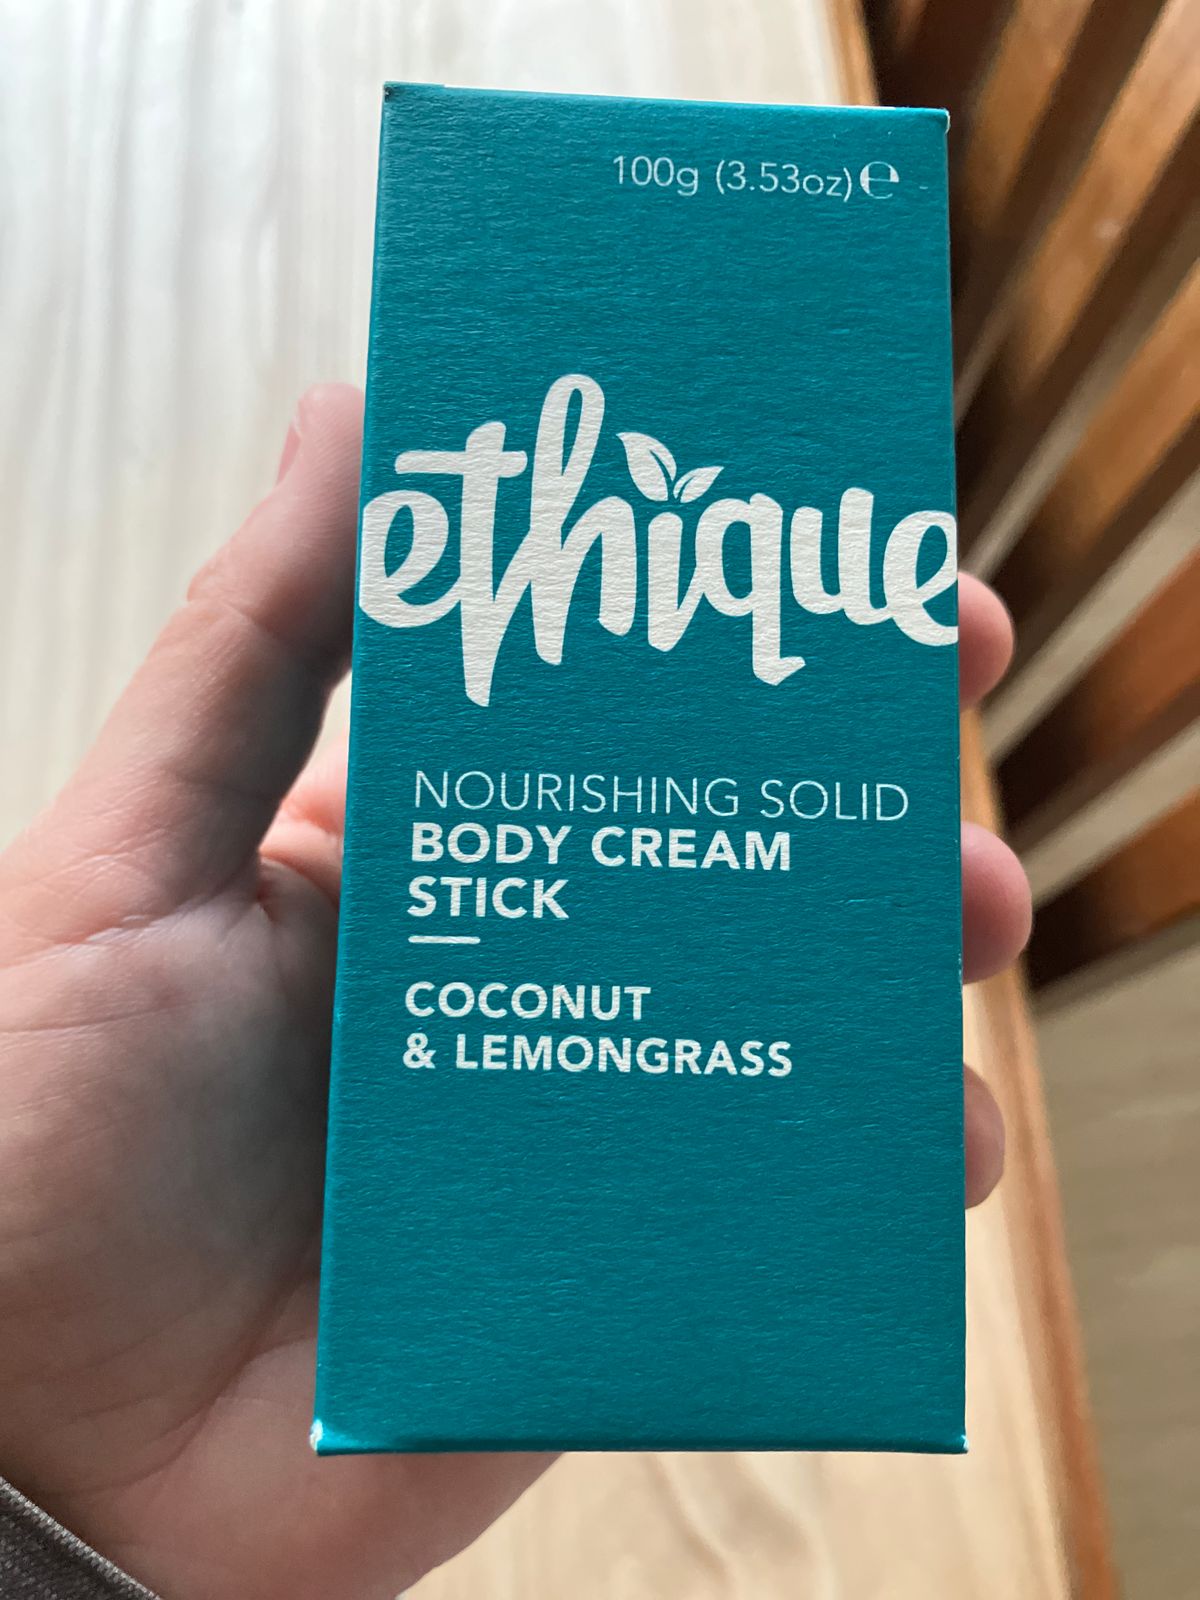 100g (3.53oz) ℮
ethique
NOURISHING SOLID
BODY CREAM
STICK
COCONUT
& LEMONGRASS